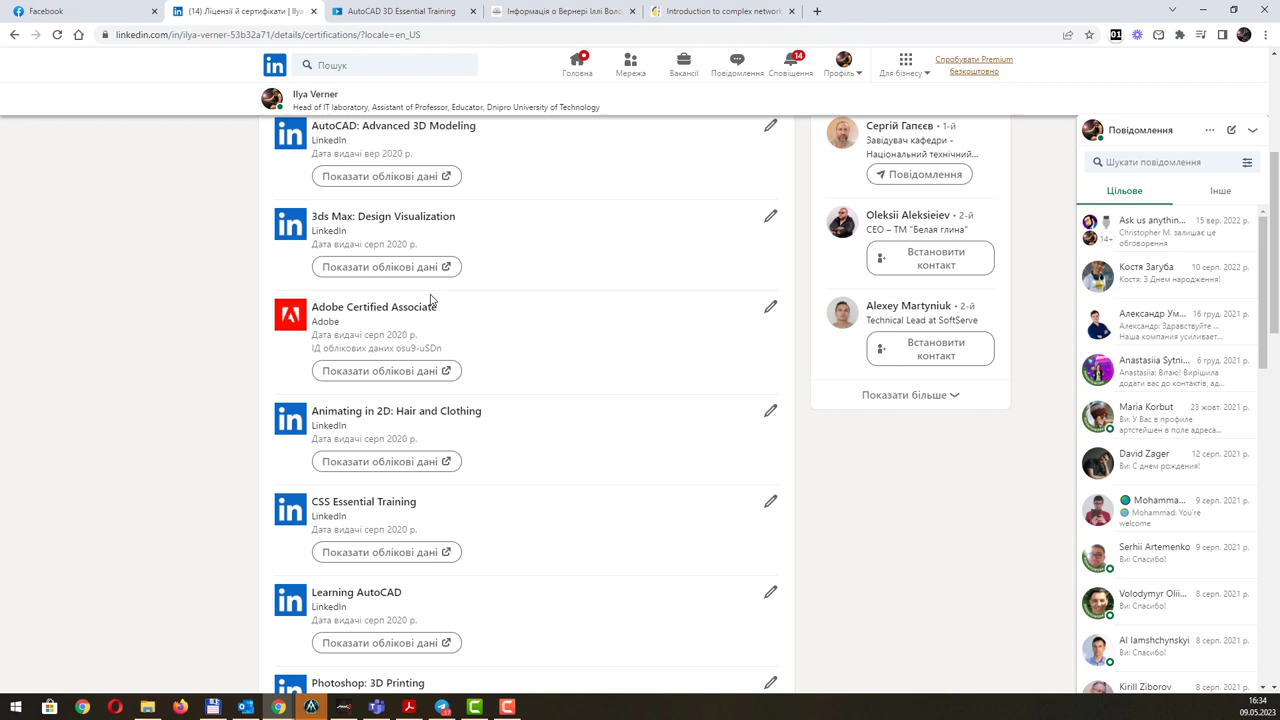 Facebook
(14) Ліцензії й сертифікати | Ilya
AutoCAD 3D Essential Training
Інформація о Вернері Іллі Волод
Introduction to complex network
linkedin.com/in/ilya-verner-53b32a71/details/certifications/?locale=en_US
Пошук
Головна
Мережа
Вакансії
Повідомлення
14
Сповіщення
Профіль
Для бізнесу
Спробувати Premium
безкоштовно
Ilya Verner
Head of IT laboratory, Assistant of Professor, Educator, Dnipro University of Technology
AutoCAD: Advanced 3D Modeling
LinkedIn
Дата видачі вер 2020 р.
Показати облікові дані
3ds Max: Design Visualization
LinkedIn
Дата видачі серп 2020 р.
Показати облікові дані
Adobe Certified Associate
Adobe
Дата видачі серп 2020 р.
ІД облікових даних osu9-uSDn
Показати облікові дані
Animating in 2D: Hair and Clothing
LinkedIn
Дата видачі серп 2020 р.
Показати облікові дані
CSS Essential Training
LinkedIn
Дата видачі серп 2020 р.
Показати облікові дані
Learning AutoCAD
LinkedIn
Дата видачі серп 2020 р.
Показати облікові дані
Photoshop: 3D Printing
Сергій Гапєєв • 1-й
Завідувач кафедри -
Національний технічний...
Повідомлення
Oleksii Aleksieiev • 2-й
CEO – ТМ "Белая глина"
Встановити
контакт
Alexey Martyniuk • 2-й
Technical Lead at SoftServe
Встановити
контакт
Показати більше
Повідомлення
Шукати повідомлення
Цільове
Інше
Ask us anythin... 15 вер. 2022 р.
Christopher M. залишає це
обговорення
14+
Костя Загуба 10 серп. 2022 р.
Костя: З Днем народження!
Александр Ум... 16 груд. 2021 р.
Александр: Здравствуйте ...
Наша компания усиливает...
Anastasiia Sytni... 6 груд. 2021 р.
Anastasiia: Вітаю! Вирішила
додати вас до контактів, ад...
Maria Korbut 23 жовт. 2021 р.
Ви: У Вас в профиле
артстейшен в поле адреса...
David Zager 12 серп. 2021 р.
Ви: С днем рождения!
Mohamma... 9 серп. 2021 р.
Mohammad: You're
welcome
Serhii Artemenko 9 серп. 2021 р.
Ви: Спасибо!
Volodymyr Olii... 8 серп. 2021 р.
Ви: Спасибо!
Al Iamshchynskyi 8 серп. 2021 р.
Ви: Спасибо!
Kirill Ziborov 8 серп. 2021 р.
16:34
09.05.2023